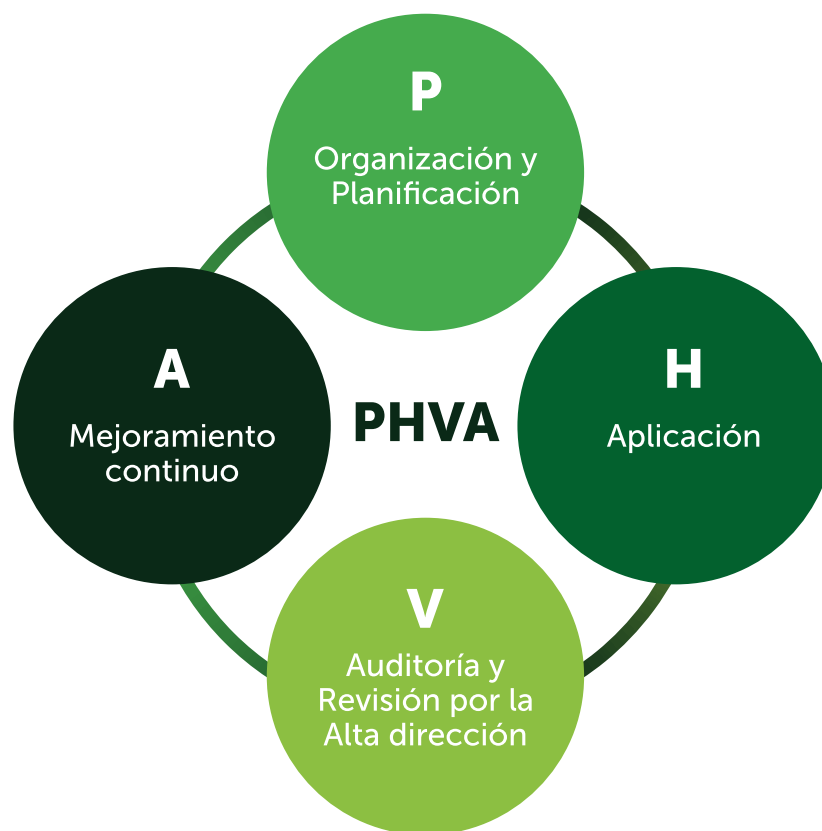 P
Organización y
Planificación
A
Mejoramiento
continuo
PHVA
H
Aplicación
V
Auditoría y
Revisión por la
Alta dirección